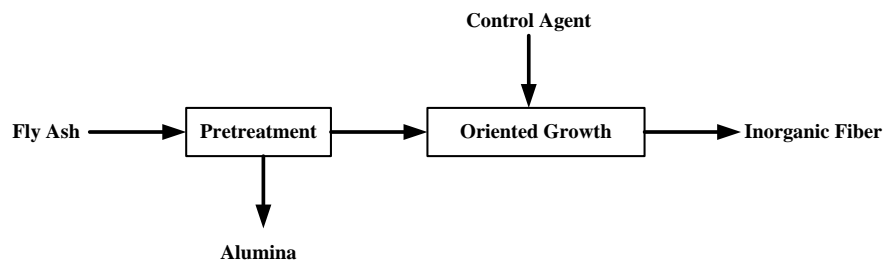 Control Agent
Fly Ash
Pretreatment
Oriented Growth
Inorganic Fiber
Alumina